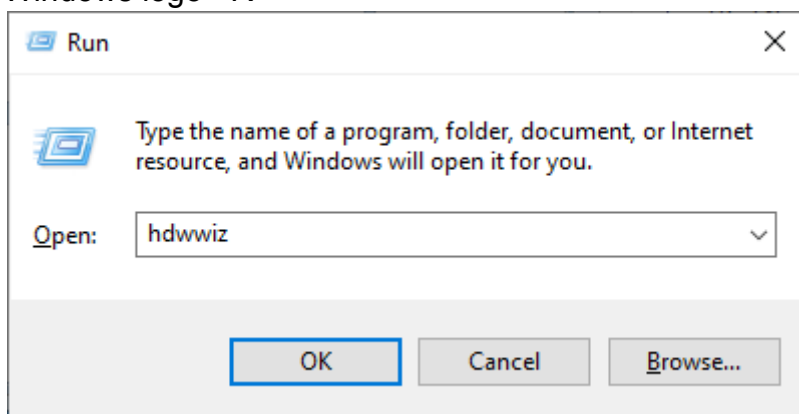 Run
Type the name of a program, folder, document, or Internet
resource, and Windows will open it for you.
Open: hdwwiz
OK Cancel Browse...